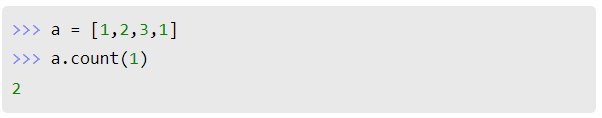 >>> a = [1,2,3,1]
>>> a.count(1)
2